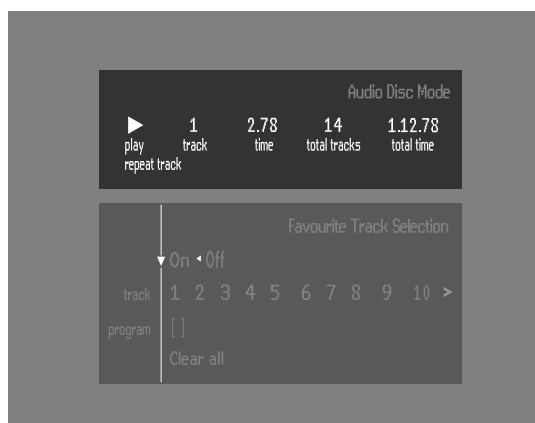 Audio Disc Mode
1 2.78 14 1.12.78
play track time total tracks total time
repeat track
Favourite Track Selection
On Off
track 1 2 3 4 5 6 7 8 9 10 >
program [ ]
Clear all